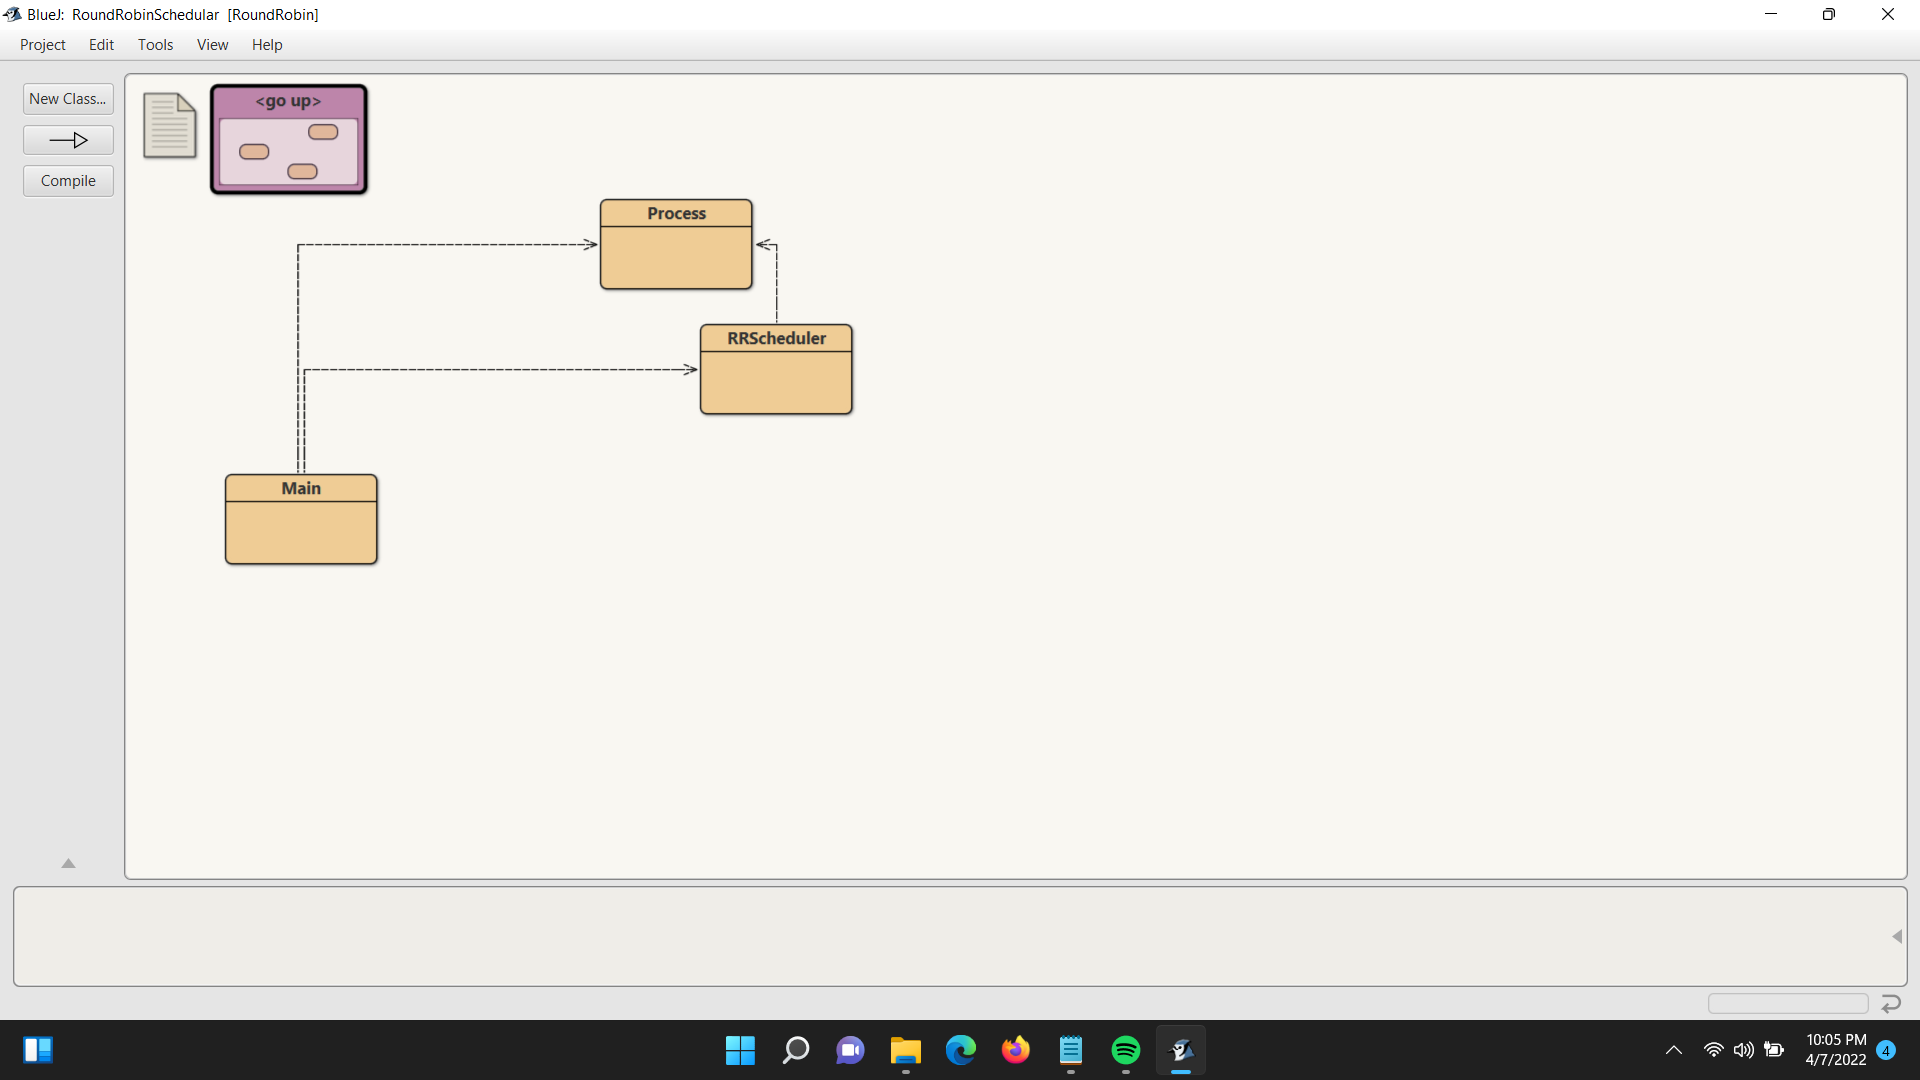 BlueJ: RoundRobinSchedular [RoundRobin]
Project Edit Tools View Help
New Class...
Compile
<go up>
Process
RRScheduler
Main
10:05 PM
4/7/2022
4